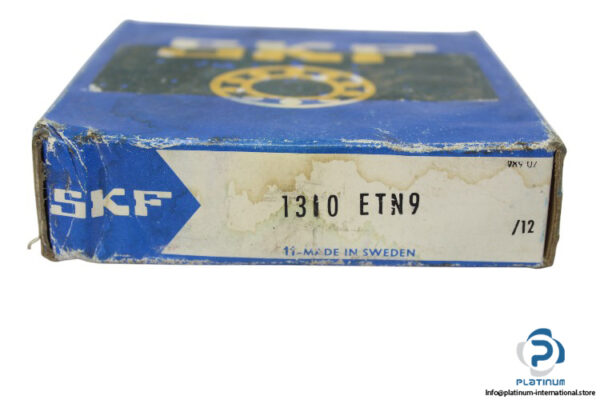 SKF
SKF
1310 ETN9
/12
MADE IN SWEDEN
PLATINUM
Info@platinum-international.store